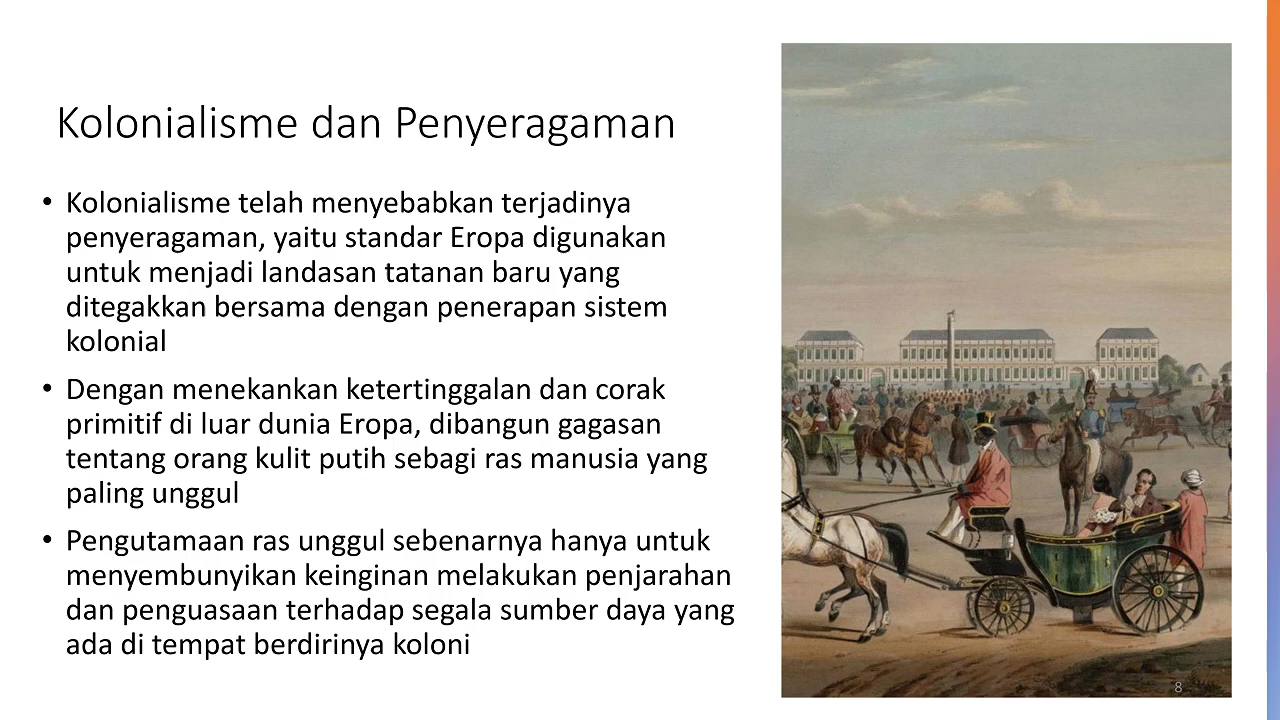 Kolonialisme dan Penyeragaman
• Kolonialisme telah menyebabkan terjadinya
penyeragaman, yaitu standar Eropa digunakan
untuk menjadi landasan tatanan baru yang
ditegakkan bersama dengan penerapan sistem
kolonial
• Dengan menekankan ketertinggalan dan corak
primitif di luar dunia Eropa, dibangun gagasan
tentang orang kulit putih sebagi ras manusia yang
paling unggul
• Pengutamaan ras unggul sebenarnya hanya untuk
menyembunyikan keinginan melakukan penjarahan
dan penguasaan terhadap segala sumber daya yang
ada di tempat berdirinya koloni
8